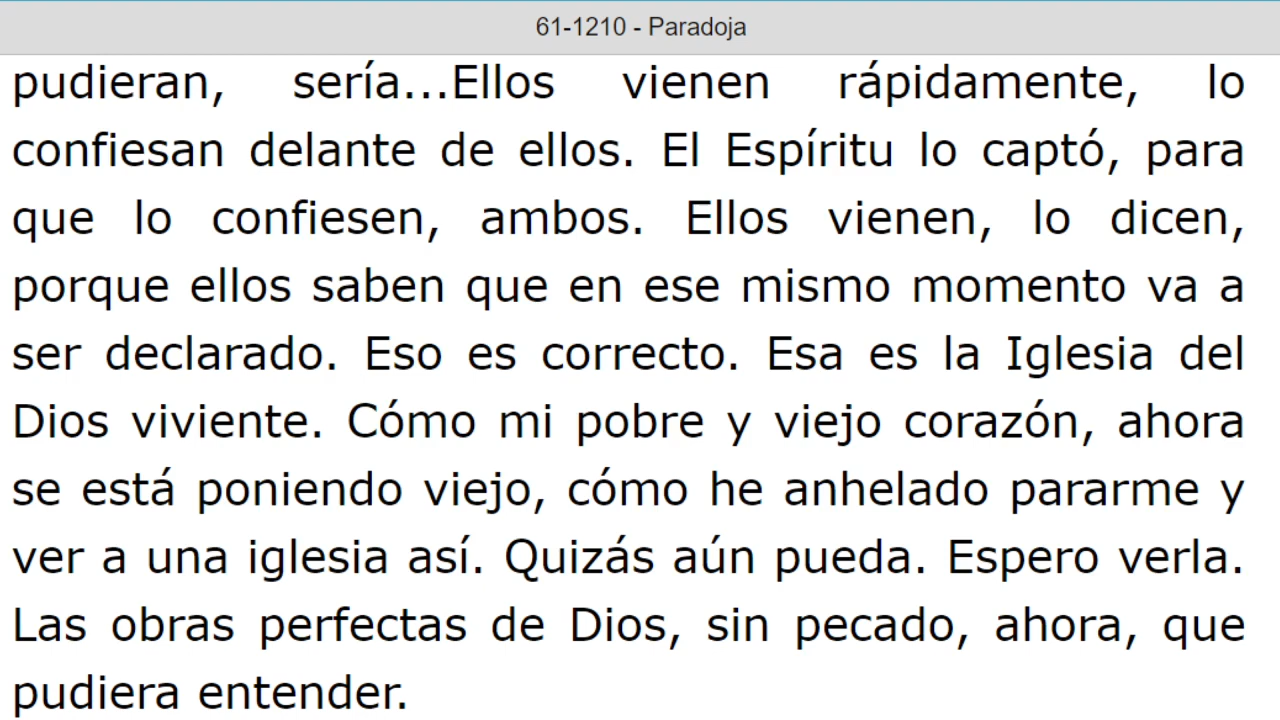 61-1210 - Paradoja
pudieran, sería...Ellos vienen rápidamente, lo
confiesan delante de ellos. El Espíritu lo captó, para
que lo confiesen, ambos. Ellos vienen, lo dicen,
porque ellos saben que en ese mismo momento va a
ser declarado. Eso es correcto. Esa es la Iglesia del
Dios viviente. Cómo mi pobre y viejo corazón, ahora
se está poniendo viejo, cómo he anhelado pararme y
ver a una iglesia así. Quizás aún pueda. Espero verla.
Las obras perfectas de Dios, sin pecado, ahora, que
pudiera entender.